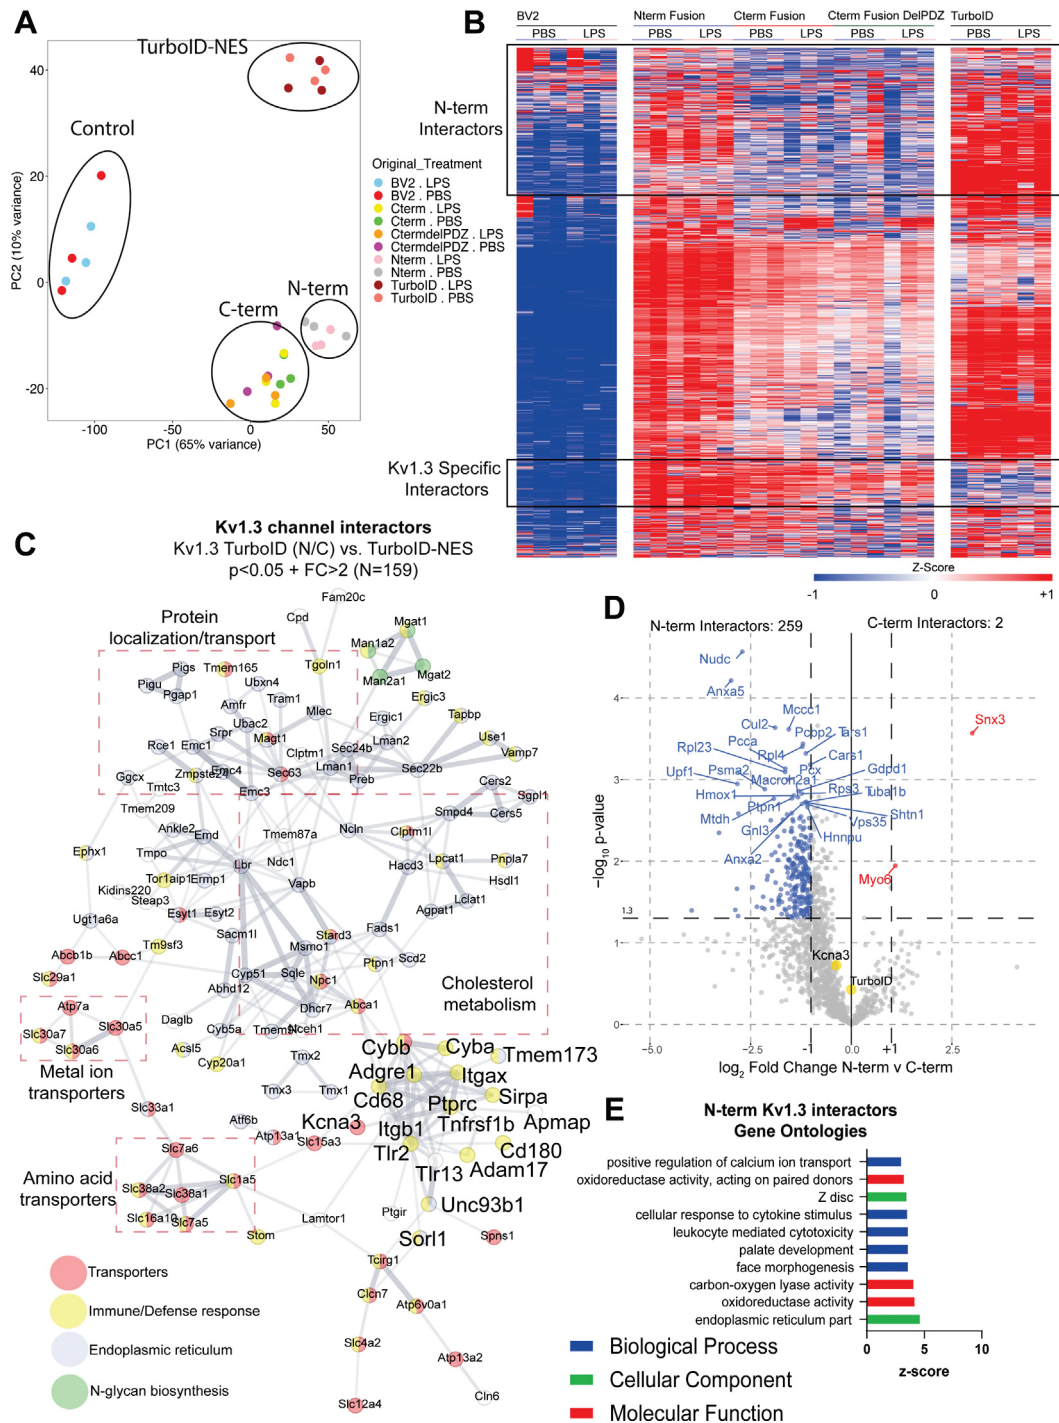 A
TurboID-NES
Control
C-term
N-term
40
20
0
-20
-100
-50
0
50
PC2 (10% variance)
PC1 (65% variance)
Original_Treatment
BV2 . LPS
BV2 . PBS
Cterm . LPS
Cterm . PBS
CtermdelPDZ . LPS
CtermdelPDZ . PBS
Nterm . LPS
Nterm . PBS
TurboID . LPS
TurboID . PBS
B
BV2
Nterm Fusion
Cterm Fusion
Cterm Fusion DelPDZ
TurboID
PBS LPS PBS LPS PBS LPS PBS LPS PBS LPS
N-term
Interactors
Kv1.3 Specific
Interactors
Z-Score
-1
0
+1
C
Kv1.3 channel interactors
Kv1.3 TurboID (N/C) vs. TurboID-NES
p<0.05 + FC>2 (N=159)
Protein
localization/transport
Fam20c
Cpd
Mgat1
Man1a2
Mgat2
Man2a1
Tgoln1
Ergic3
Tapbp
Pigs
Tmem165
Pigu
Pgap1
Ubxn4
Amfr
Tram1
Mlec
Ubac2
Srpr
Magt1
Ergic1
Lman2
Use1
Vamp7
Rce1
Emc1
Clptm1
Sec24b
Lman1
Sec22b
Ggcx
Zmpste24
Emc4
Sec63
Preb
Tmtc3
Emc3
Cers2
Sgpl1
Tmem209
Smpd4
Cers5
Ankle2
Emd
Tmem87a
Ncln
Clptm1l
Ephx1
Tmpo
Lbr
Ndc1
Hacd3
Lpcat1
Pnpla7
Hsdl1
Tor1aip1
Ermp1
Vapb
Kidins220
Steap3
Lclat1
Agpat1
Ugt1a6a
Esyt1
Esyt2
Sacm1l
Stard3
Fads1
Msmo1
Abcb1b
Abcc1
Tm9sf3
Ptpn1
Scd2
Slc29a1
Cyp51
Sqle
Npc1
Abhd12
Cholesterol
metabolism
Atp7a
Slc30a5
Slc30a7
Slc30a6
Daglb
Dhcr7
Abca1
Cyb5a
Nceh1
Acsl5
Cyp20a1
Metal ion
transporters
Cybb
Cyba
Tmem173
Tmx2
Adgre1
Itgax
Tmx3
Tmx1
Cd68
Ptprc
Sirpa
Slc33a1
Atf6b
Kcna3
Itgb1
Tnfrsf1b
Apmap
Atp13a1
Slc15a3
Tlr2
Cd180
Slc7a6
Tlr13
Adam17
Amino acid
transporters
Slc38a2
Slc38a1
Slc1a5
Slc16a10
Slc7a5
Lamtor1
Ptgir
Unc93b1
Stom
Sorl1
Spns1
Tcirg1
Clcn7
Atp6v0a1
Slc4a2
Atp13a2
Cln6
Slc12a4
Transporters
Immune/Defense response
Endoplasmic reticulum
N-glycan biosynthesis
D
N-term Interactors: 259
C-term Interactors: 2
Nudc
Anxa5
Mccc1
Cul2
Pcbp2
Tars1
Snx3
Pcca
Rpl23
Rpl4
Cars1
Upf1
Psma2
Pcx
Gdpd1
Macroh2a1
Hmox1
Rps3
Tuba1b
Mtdh
Ptpn1
Shtn1
Vps35
Gnl3
Hnrnpu
Anxa2
Myo6
Kcna3
TurboID
4
3
2
1.3
1
0
−log10 p-value
−5.0
−2.5
−1
0.0
+1
2.5
log2 Fold Change N-term v C-term
E
N-term Kv1.3 interactors
Gene Ontologies
positive regulation of calcium ion transport
oxidoreductase activity, acting on paired donors
Z disc
cellular response to cytokine stimulus
leukocyte mediated cytotoxicity
palate development
face morphogenesis
carbon-oxygen lyase activity
oxidoreductase activity
endoplasmic reticulum part
0
5
10
z-score
Biological Process
Cellular Component
Molecular Function